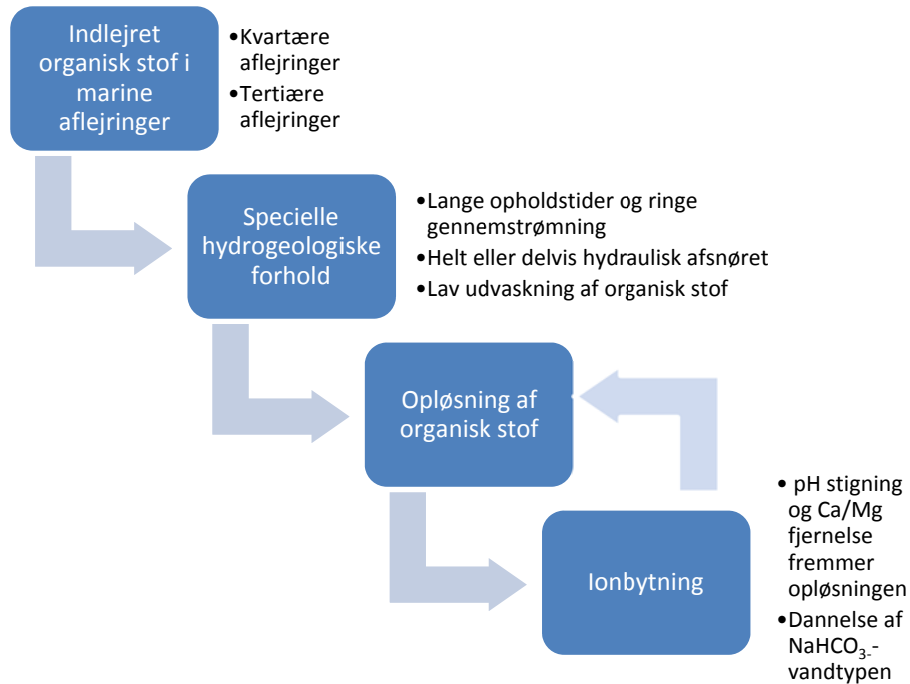 Indlejret
organisk stof i
marine
aflejringer
•Kvartære
aflejringer
•Tertiære
aflejringer
Specielle
hydrogeologiske
forhold
•Lange opholdstider og ringe
gennemstrømning
•Helt eller delvis hydraulisk afsnøret
•Lav udvaskning af organisk stof
Opløsning af
organisk stof
Ionbytning
• pH stigning
og Ca/Mg
fjernelse
fremmer
opløsningen
•Dannelse af
NaHCO₃-
vandtypen